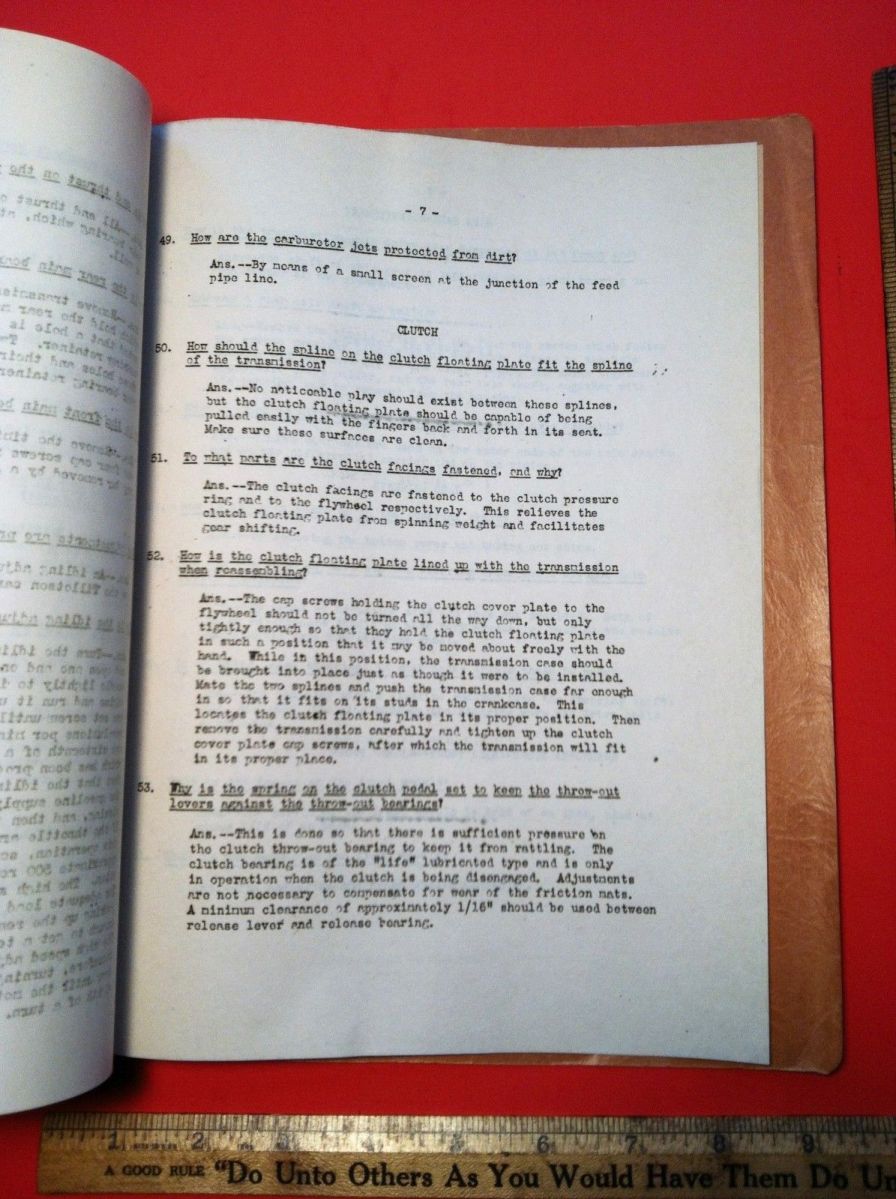 - 7 -
49. How are the carburetor jets protected from dirt?
Ans.--By means of a small screen at the junction of the feed
pipe line.
CLUTCH
50. How should the spline on the clutch floating plate fit the spline
of the transmission?
Ans.--No noticeable play should exist between these splines,
but the clutch floating plate should be capable of being
pulled easily with the fingers back and forth in its seat.
Make sure these surfaces are clean.
51. To what parts are the clutch facings fastened, and why?
Ans.--The clutch facings are fastened to the clutch pressure
ring and to the flywheel respectively. This relieves the
clutch floating plate from spinning weight and facilitates
gear shifting.
52. How is the clutch floating plate lined up with the transmission
when reassembling?
Ans.--The cap screws holding the clutch cover plate to the
flywheel should not be turned all the way down, but only
tightly enough so that they hold the clutch floating plate
in such a position that it may be moved about freely with the
hand. While in this position, the transmission case should
be brought into place just as though it were to be installed.
Mate the two splines and push the transmission case far enough
in so that it fits on its studs in the crankcase. This
locates the clutch floating plate in its proper position. Then
remove the transmission carefully and tighten up the clutch
cover plate cap screws, after which the transmission will fit
in its proper place.
53. Why is the spring on the clutch pedal set to keep the throw-out
levers against the throw-out bearings?
Ans.--This is done so that there is sufficient pressure on
the clutch throw-out bearing to keep it from rattling. The
clutch bearing is of the "life" lubricated type and is only
in operation when the clutch is being disengaged. Adjustments
are not necessary to compensate for wear of the friction mats.
A minimum clearance of approximately 1/16" should be used between
release lever and release bearing.
1 2 3 6 7 8 9
A GOOD RULE "Do Unto Others As You Would Have Them Do